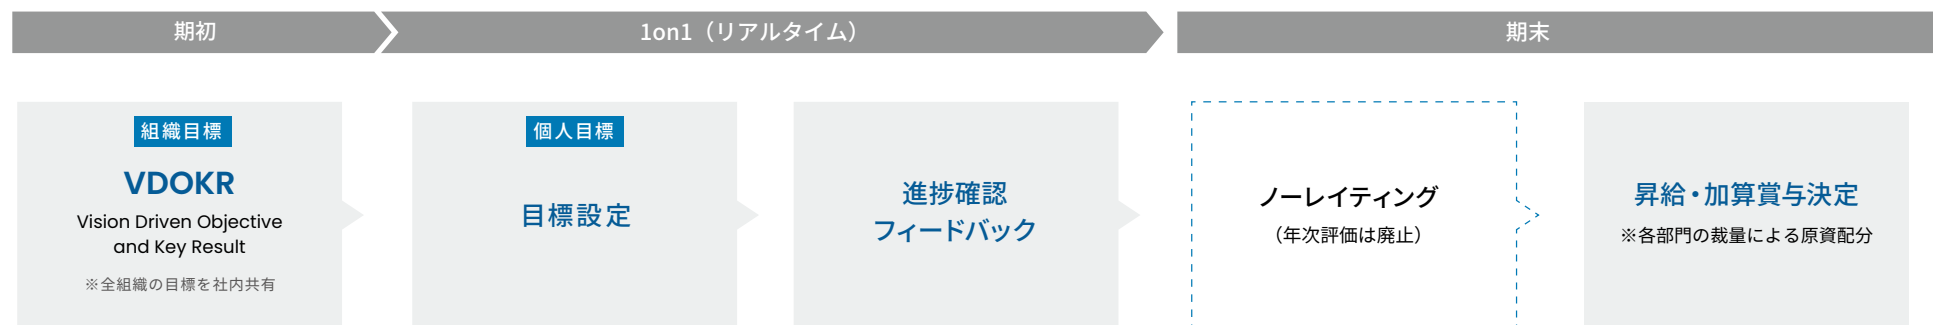 期初
1on1（リアルタイム）
期末
組織目標
VDOKR
Vision Driven Objective
and Key Result
※全組織の目標を社内共有
個人目標
目標設定
進捗確認
フィードバック
ノーレイティング
（年次評価は廃止）
昇給・加算賞与決定
※各部門の裁量による原資配分